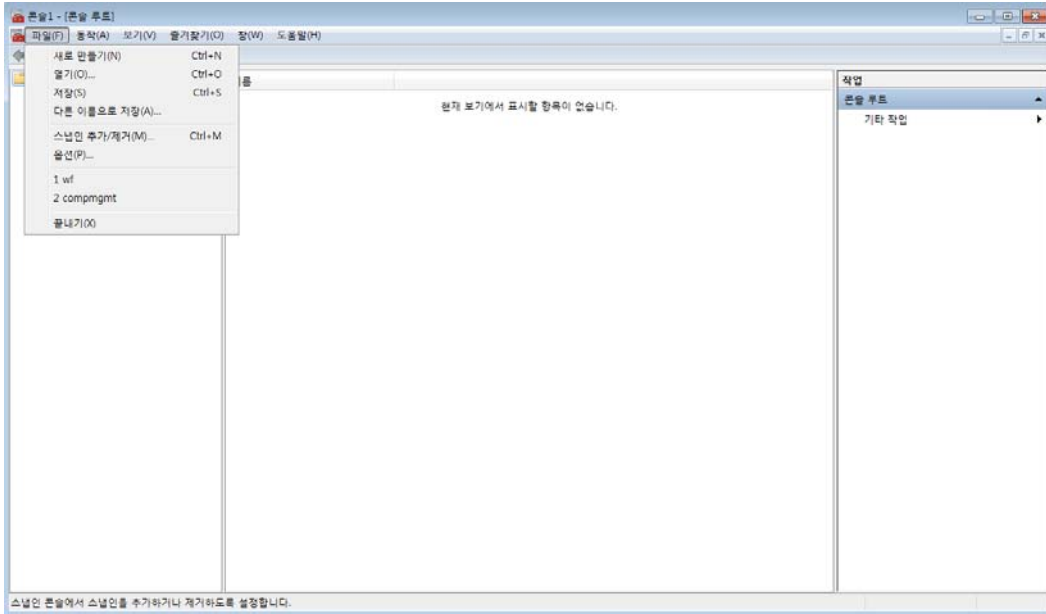 콘솔1 - [콘솔 루트]
파일(F) 동작(A) 보기(V) 즐겨찾기(O) 창(W) 도움말(H)
새로 만들기(N) Ctrl+N
열기(O)... Ctrl+O
저장(S) Ctrl+S
다른 이름으로 저장(A)...
스냅인 추가/제거(M)... Ctrl+M
옵션(P)...
1 wf
2 compmgmt
끝내기(X)
이름
현재 보기에서 표시할 항목이 없습니다.
작업
콘솔 루트
기타 작업
스냅인 콘솔에서 스냅인을 추가하거나 제거하도록 설정합니다.